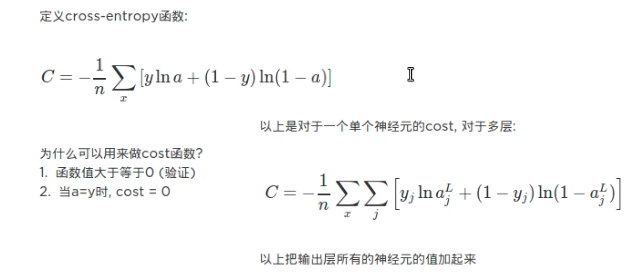 定义cross-entropy函数:
C = -\frac{1}{n} \sum_{x} [y \ln a + (1 - y) \ln(1 - a)]
以上是对于一个单个神经元的cost, 对于多层:
为什么可以用来做cost函数?
1. 函数值大于等于0 (验证)
2. 当a=y时, cost = 0
C = -\frac{1}{n} \sum_{x} \sum_{j} [y_j \ln a_j^L + (1 - y_j) \ln(1 - a_j^L)]
以上把输出层所有的神经元的值加起来